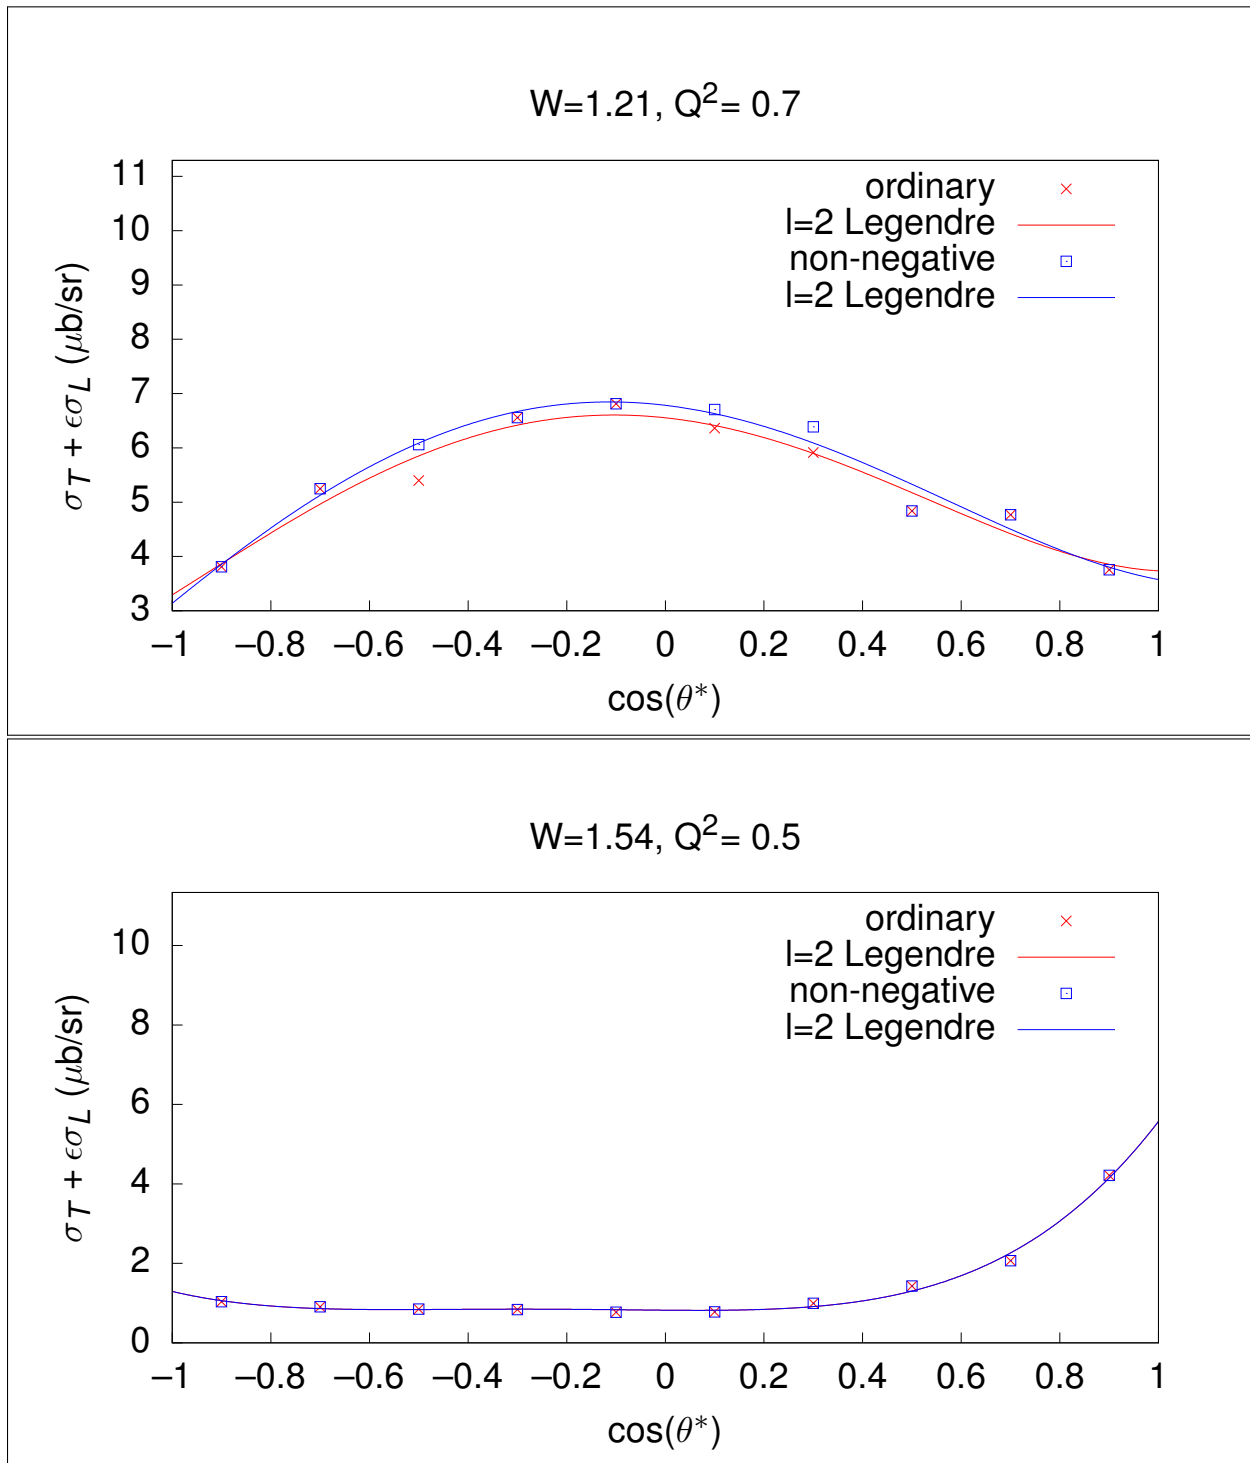 W=1.21, Q²= 0.7
σT + ϵσL (μb/sr)
11
10
9
8
7
6
5
4
3
ordinary
l=2 Legendre
non-negative
l=2 Legendre
−1 −0.8 −0.6 −0.4 −0.2 0 0.2 0.4 0.6 0.8 1
cos(θ*)
W=1.54, Q²= 0.5
σT + ϵσL (μb/sr)
10
8
6
4
2
0
ordinary
l=2 Legendre
non-negative
l=2 Legendre
−1 −0.8 −0.6 −0.4 −0.2 0 0.2 0.4 0.6 0.8 1
cos(θ*)